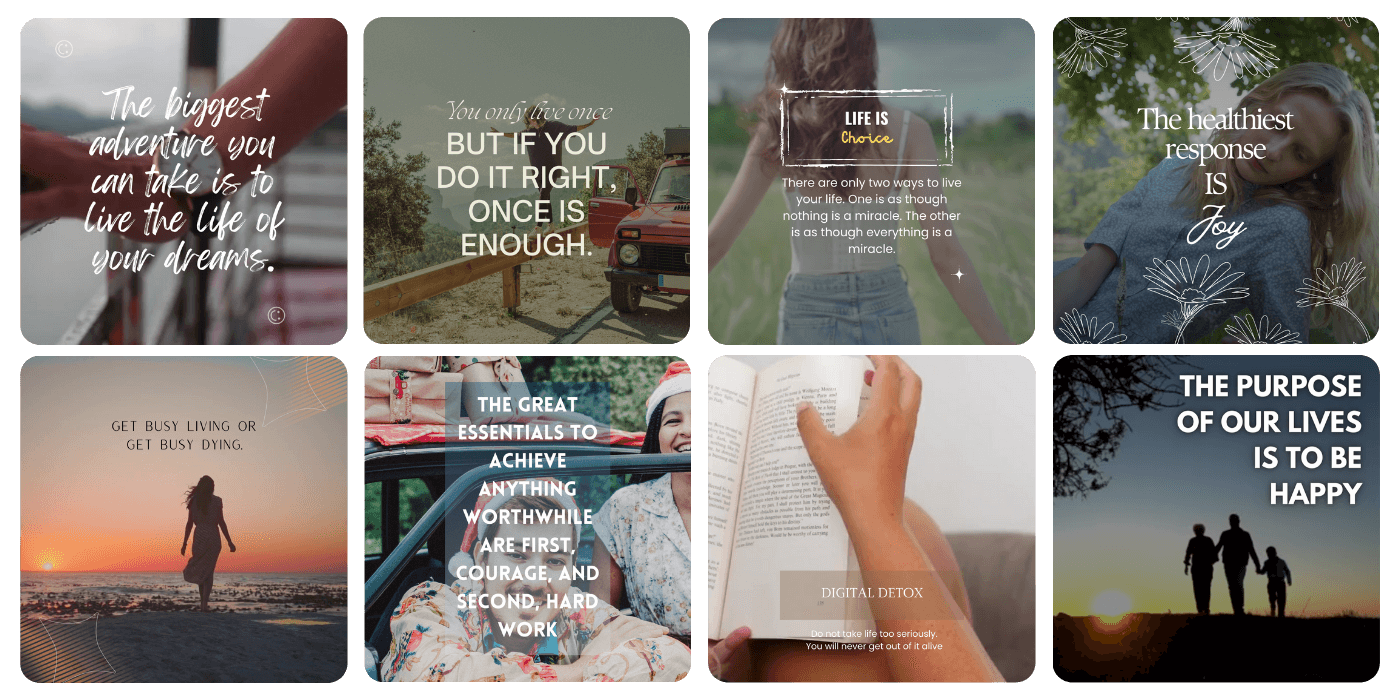 The biggest
adventure you
can take is to
live the life of
your dreams.
You only live once
BUT IF YOU
DO IT RIGHT,
ONCE IS
ENOUGH.
LIFE IS
Choice
There are only two ways to live
your life. One is as though
nothing is a miracle. The other
is as though everything is a
miracle.
The healthiest
response
IS
Joy
GET BUSY LIVING OR
GET BUSY DYING.
THE GREAT
ESSENTIALS TO
ACHIEVE
ANYTHING
WORTHWHILE
ARE FIRST,
COURAGE, AND
SECOND, HARD
WORK
DIGITAL DETOX
Do not take life too seriously.
You will never get out of it alive
THE PURPOSE
OF OUR LIVES
IS TO BE
HAPPY